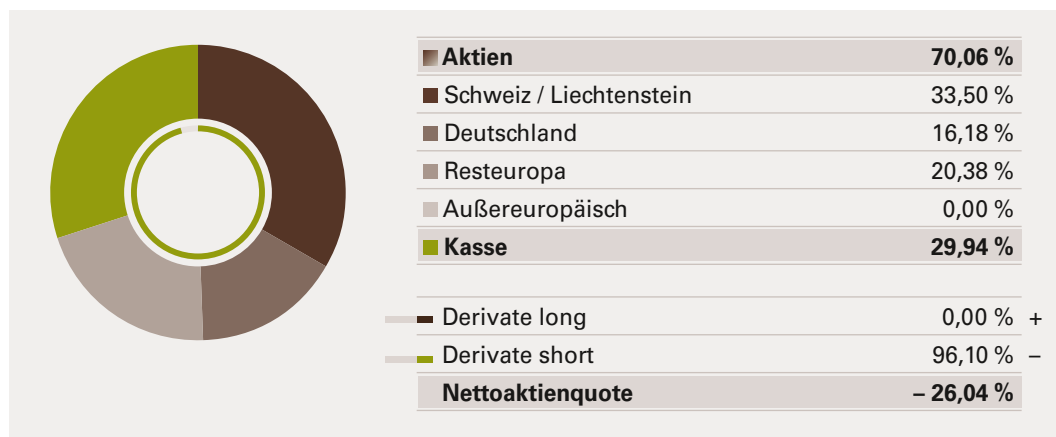 Aktien 70,06 %
Schweiz / Liechtenstein 33,50 %
Deutschland 16,18 %
Resteuropa 20,38 %
Außereuropäisch 0,00 %
Kasse 29,94 %
Derivate long 0,00 % +
Derivate short 96,10 % –
Nettoaktienquote – 26,04 %